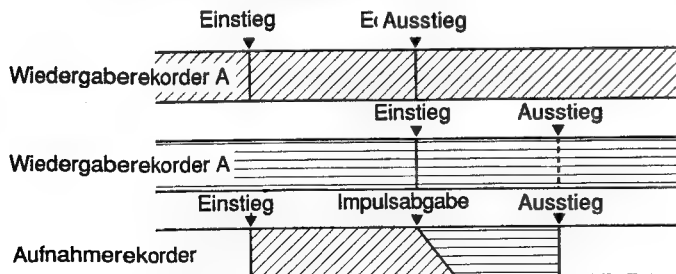 Einstieg Ausstieg
Wiedergaberekorder A
Einstieg Ausstieg
Wiedergaberekorder A
Einstieg Impulsabgabe Ausstieg
Aufnahmerekorder